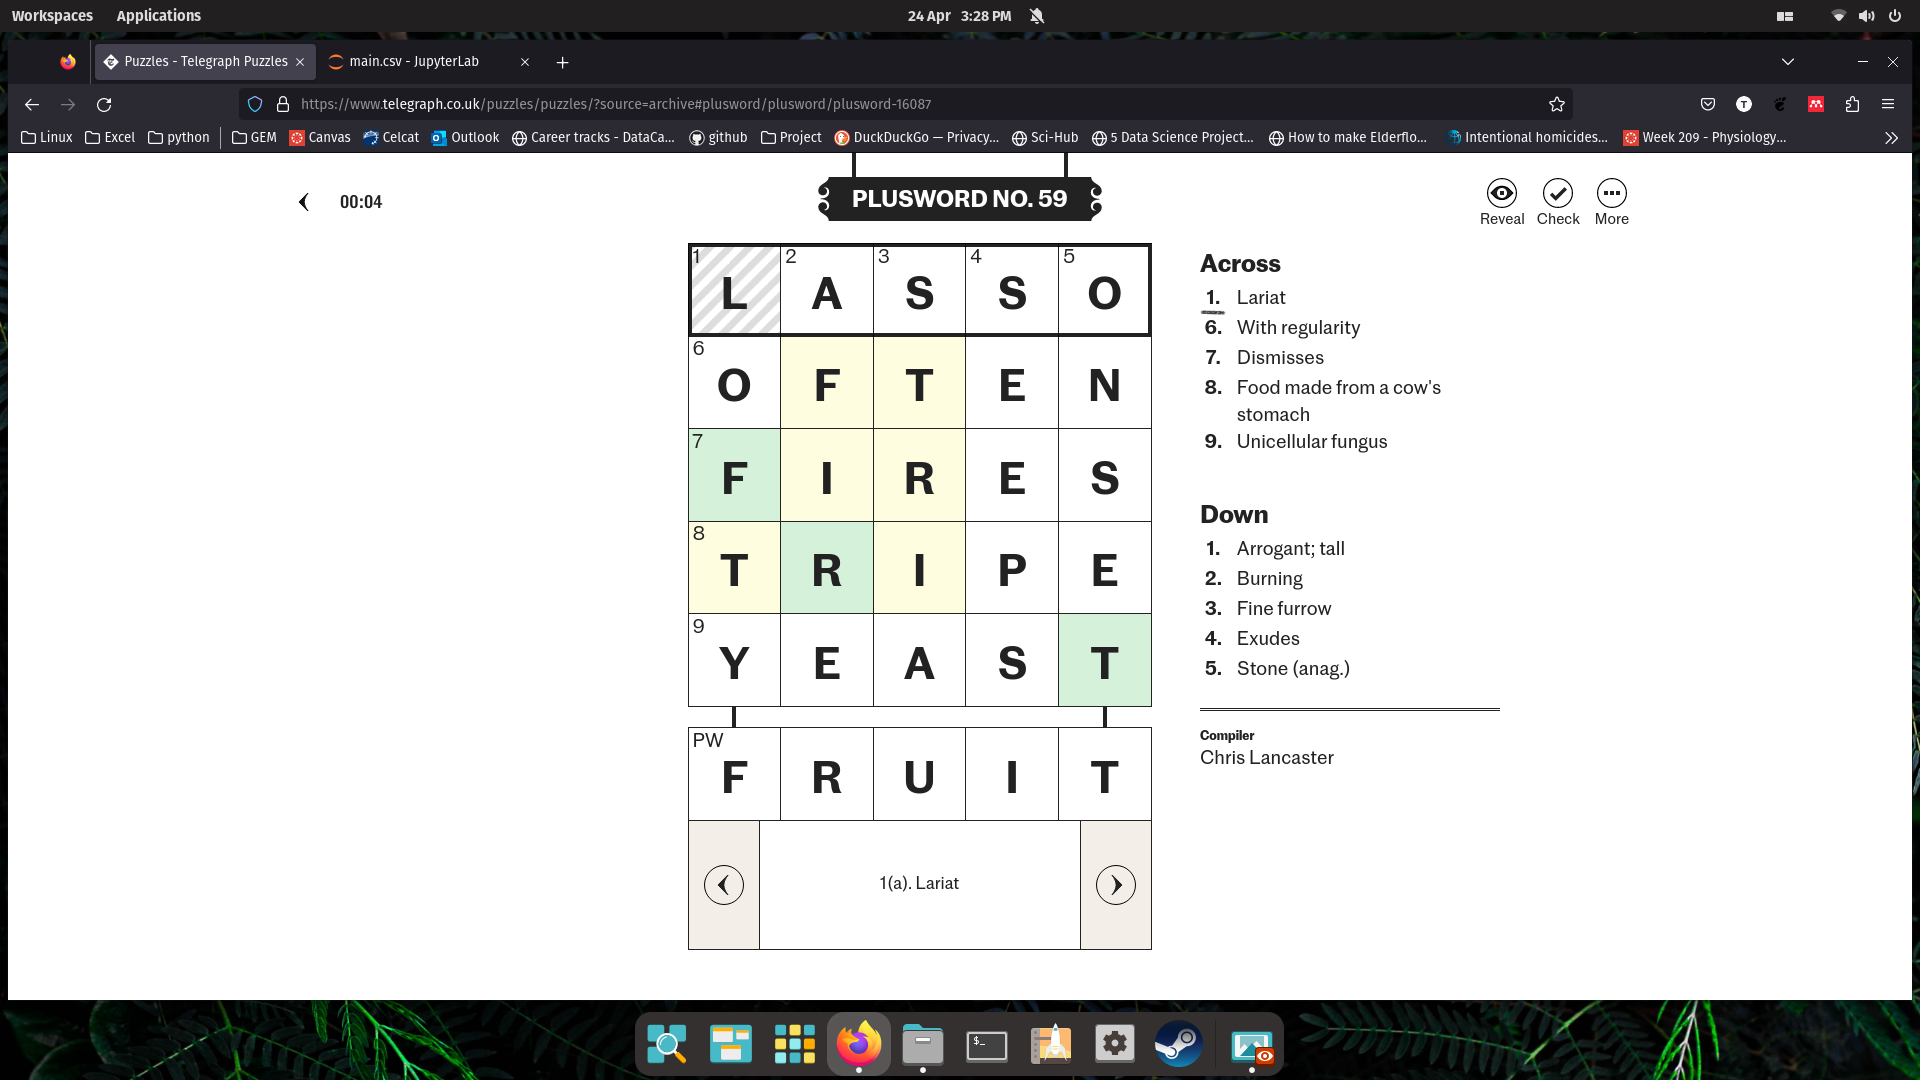 Workspaces Applications 24 Apr 3:28 PM
Puzzles - Telegraph Puzzles main.csv - JupyterLab
https://www.telegraph.co.uk/puzzles/puzzles/?source=archive#plusword/plusword/plusword-16087
Linux Excel python GEM Canvas Celcat Outlook Career tracks - DataCa... github Project DuckDuckGo — Privacy... Sci-Hub 5 Data Science Project... How to make Elderflo... Intentional homicides... Week 209 - Physiology...
00:04
PLUSWORD NO. 59
Reveal Check More
1 L 2 A 3 S 4 S 5 O
6 O F T E N
7 F I R E S
8 T R I P E
9 Y E A S T
PW F R U I T
1(a). Lariat
Across
1. Lariat
6. With regularity
7. Dismisses
8. Food made from a cow's
stomach
9. Unicellular fungus
Down
1. Arrogant; tall
2. Burning
3. Fine furrow
4. Exudes
5. Stone (anag.)
Compiler
Chris Lancaster